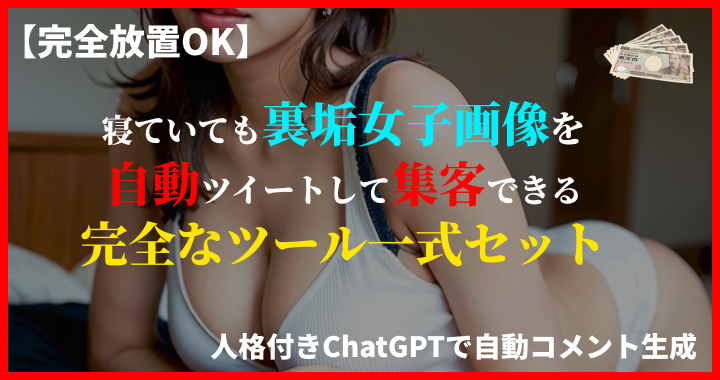 【完全放置OK】
寝ていても裏垢女子画像を
自動ツイートして集客できる
完全なツール一式セット
人格付きChatGPTで自動コメント生成